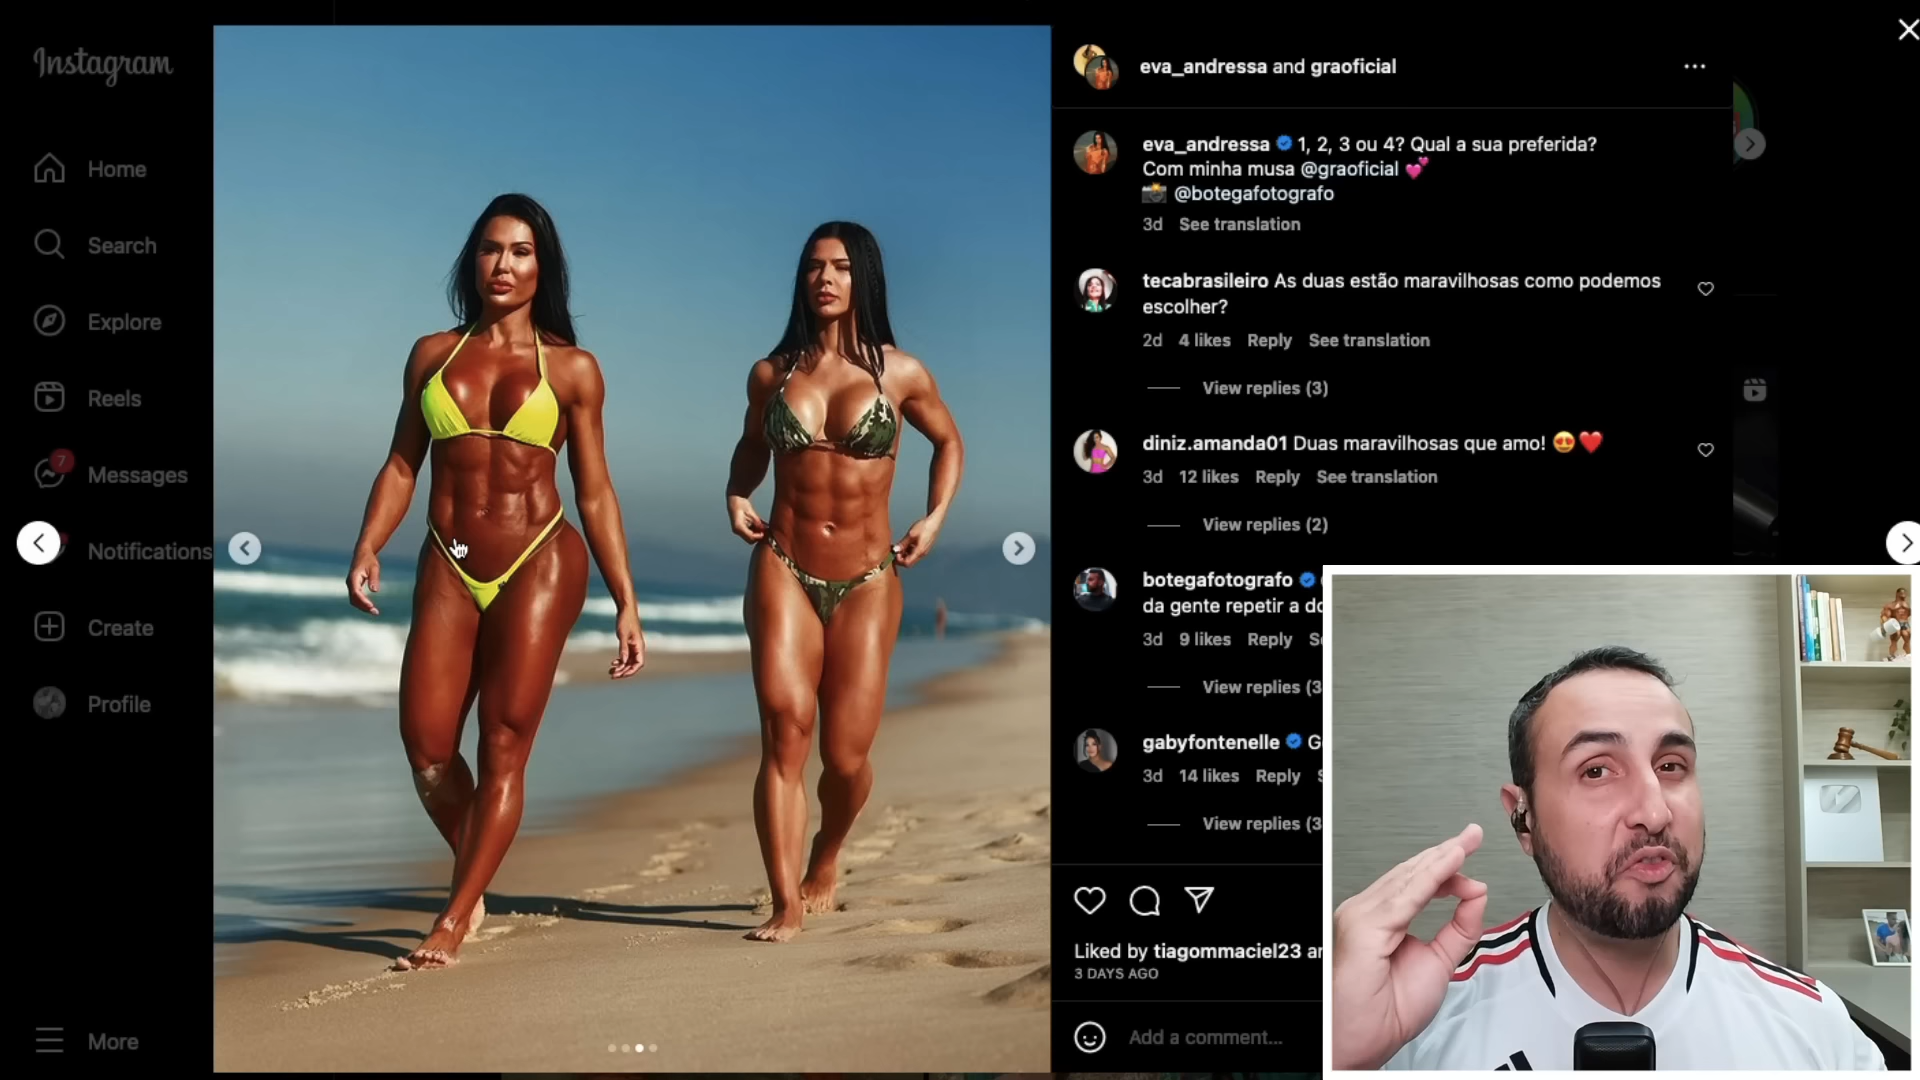 Instagram
Home
Search
Explore
Reels
7
Messages
Notifications
Create
Profile
More
eva_andressa and graoficial
eva_andressa 1, 2, 3 ou 4? Qual a sua preferida?
Com minha musa @graoficial 💕
📸 @botegafotografo
3d See translation
tecabrasileiro As duas estão maravilhosas como podemos
escolher?
2d 4 likes Reply See translation
View replies (3)
diniz.amanda01 Duas maravilhosas que amo! 😍❤️
3d 12 likes Reply See translation
View replies (2)
botegafotografo
da gente repetir a
3d 9 likes Reply
View replies (3
gabyfontenelle
3d 14 likes Reply
View replies (3
Liked by tiagommaciel23
3 DAYS AGO
Add a comment...